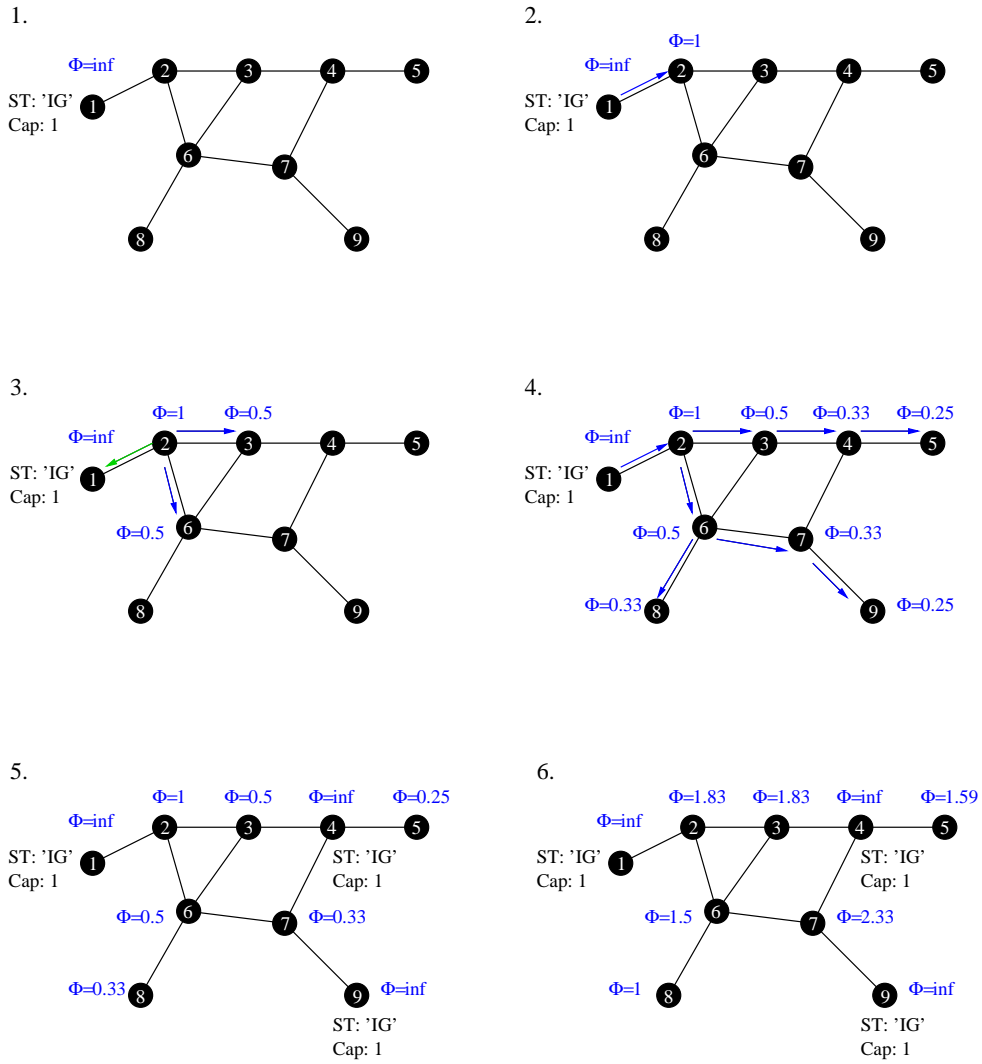 1.
Φ=inf
2
3
4
5
ST: 'IG'
Cap: 1
1
6
7
8
9
2.
Φ=1
Φ=inf
2
3
4
5
ST: 'IG'
Cap: 1
1
6
7
8
9
3.
Φ=1
Φ=0.5
Φ=inf
2
3
4
5
ST: 'IG'
Cap: 1
1
Φ=0.5
6
7
8
9
4.
Φ=1
Φ=0.5
Φ=0.33
Φ=0.25
Φ=inf
2
3
4
5
ST: 'IG'
Cap: 1
1
Φ=0.5
6
7
Φ=0.33
Φ=0.33
8
9
Φ=0.25
5.
Φ=1
Φ=0.5
Φ=inf
Φ=0.25
Φ=inf
2
3
4
5
ST: 'IG'
Cap: 1
1
ST: 'IG'
Cap: 1
Φ=0.5
6
7
Φ=0.33
Φ=0.33
8
9
Φ=inf
ST: 'IG'
Cap: 1
6.
Φ=1.83
Φ=1.83
Φ=inf
Φ=1.59
Φ=inf
2
3
4
5
ST: 'IG'
Cap: 1
1
ST: 'IG'
Cap: 1
Φ=1.5
6
7
Φ=2.33
Φ=1
8
9
Φ=inf
ST: 'IG'
Cap: 1